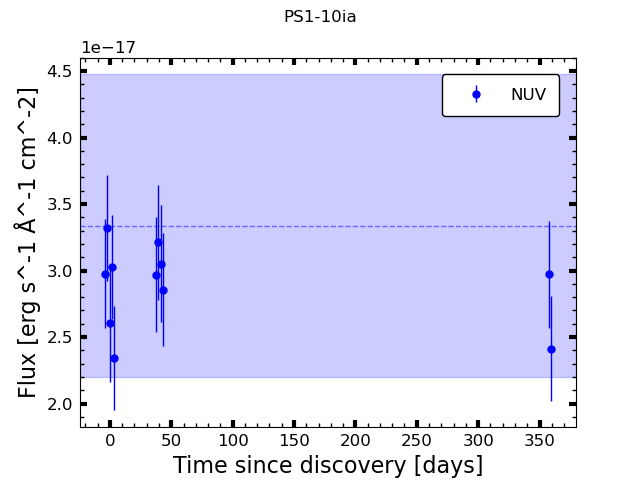 PS1-10ia
1e−17
NUV
4.5
4.0
3.5
3.0
2.5
2.0
Flux [erg s^-1 Å^-1 cm^-2]
0 50 100 150 200 250 300 350
Time since discovery [days]